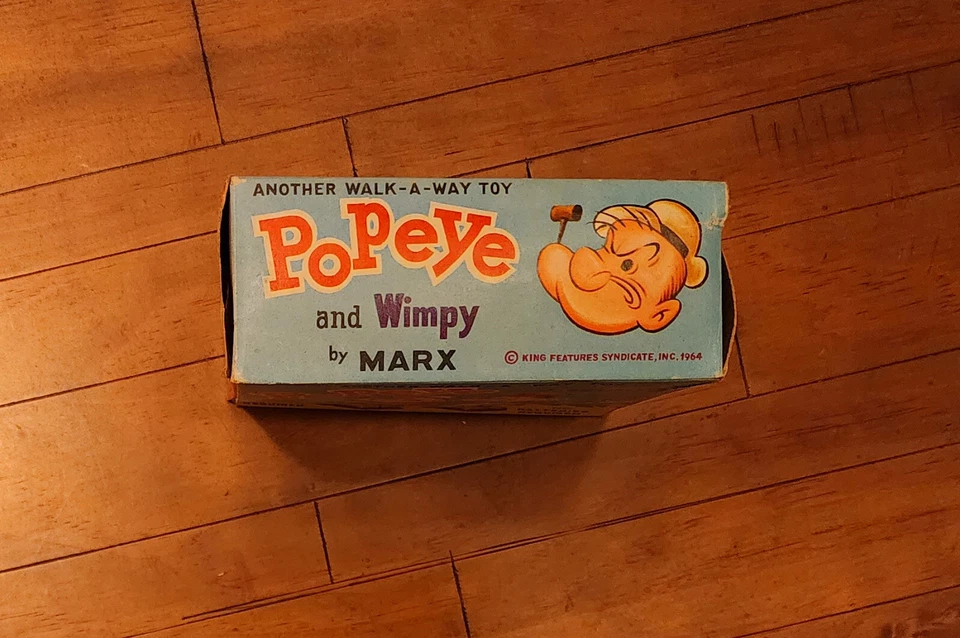 ANOTHER WALK-A-WAY TOY
Popeye
and Wimpy
by MARX
© KING FEATURES SYNDICATE, INC. 1964